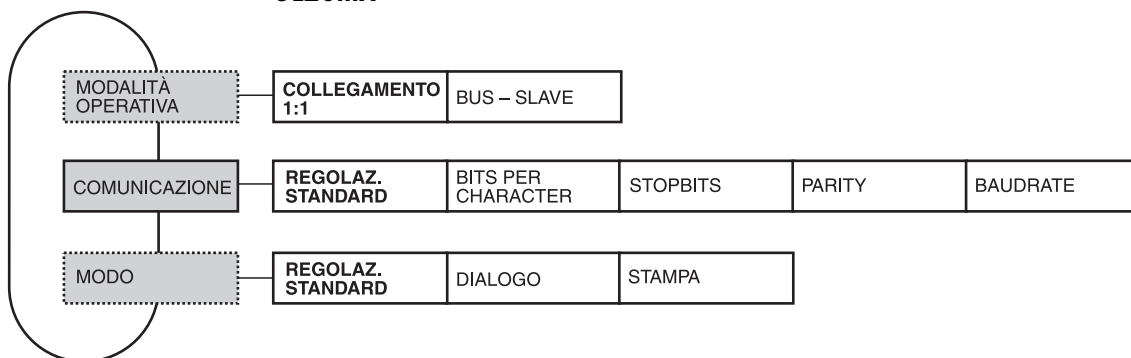 MODALITÀ
OPERATIVA
COLLEGAMENTO
1:1
BUS – SLAVE
COMUNICAZIONE
REGOLAZ.
STANDARD
BITS PER
CHARACTER
STOPBITS
PARITY
BAUDRATE
MODO
REGOLAZ.
STANDARD
DIALOGO
STAMPA